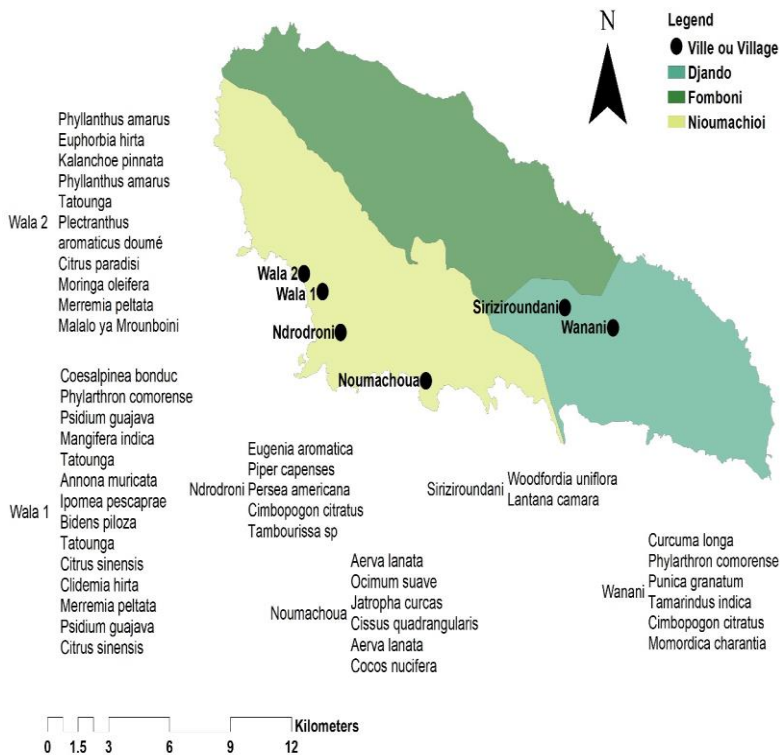 N
Legend
Ville ou Village
Djando
Fomboni
Nioumachioi
Wala 2
Wala 1
Ndrodroni
Noumachoua
Siriziroundani
Wanani
Wala 2
Phyllanthus amarus
Euphorbia hirta
Kalanchoe pinnata
Phyllanthus amarus
Tatounga
Plectranthus
aromaticus doumé
Citrus paradisi
Moringa oleifera
Merremia peltata
Malalo ya Mrounboini
Wala 1
Coesalpinea bonduc
Phylarthron comorense
Psidium guajava
Mangifera indica
Tatounga
Annona muricata
Ipomea pescaprae
Bidens piloza
Tatounga
Citrus sinensis
Clidemia hirta
Merremia peltata
Psidium guajava
Citrus sinensis
Ndrodroni
Eugenia aromatica
Piper capenses
Persea americana
Cimbopogon citratus
Tambourissa sp
Noumachoua
Aerva lanata
Ocimum suave
Jatropha curcas
Cissus quadrangularis
Aerva lanata
Cocos nucifera
Siriziroundani
Woodfordia uniflora
Lantana camara
Wanani
Curcuma longa
Phylarthron comorense
Punica granatum
Tamarindus indica
Cimbopogon citratus
Momordica charantia
Kilometers
0 1.5 3 6 9 12